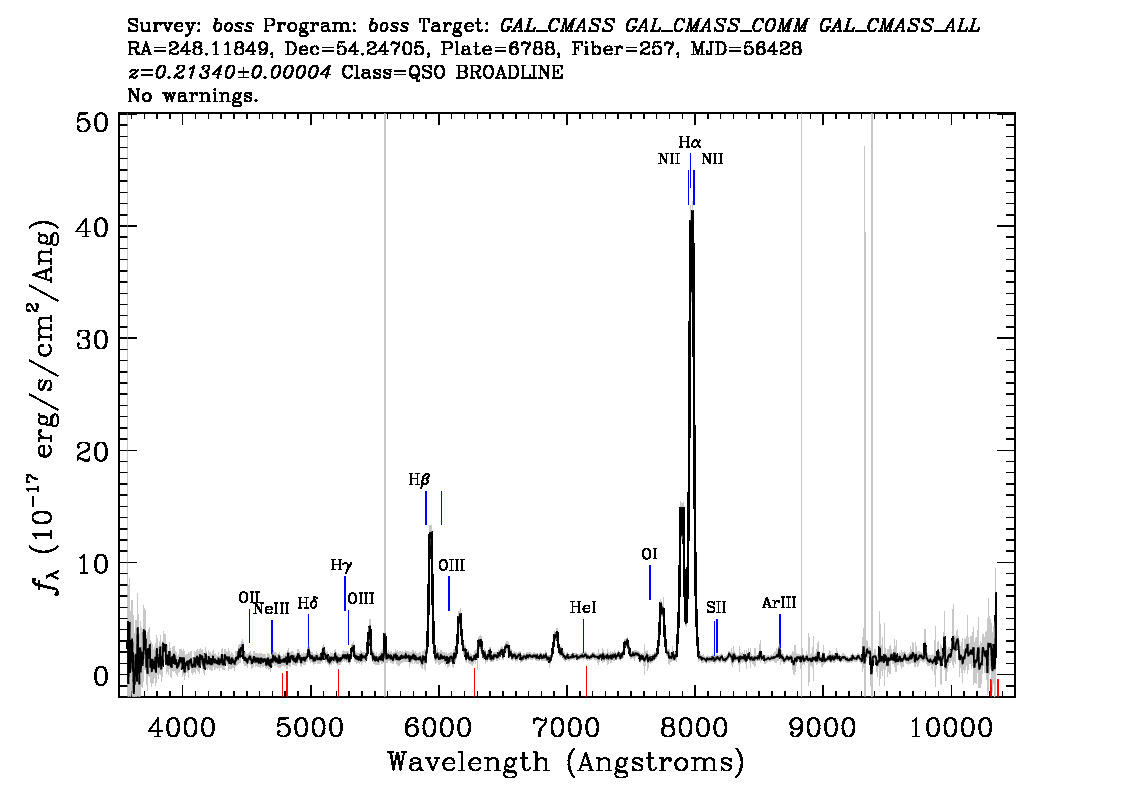 Survey: boss Program: boss Target: GAL_CMASS GAL_CMASS_COMM GAL_CMASS_ALL
RA=248.11849, Dec=54.24705, Plate=6788, Fiber=257, MJD=56428
z=0.21340±0.00004 Class=QSO BROADLINE
No warnings.
50
40
30
20
10
0
f_λ (10^−17 erg/s/cm^2/Ang)
Hα
NII NII
Hβ
OI
Hγ OIII
OII NeIII Hδ OIII
HeI SII ArIII
4000 5000 6000 7000 8000 9000 10000
Wavelength (Angstroms)